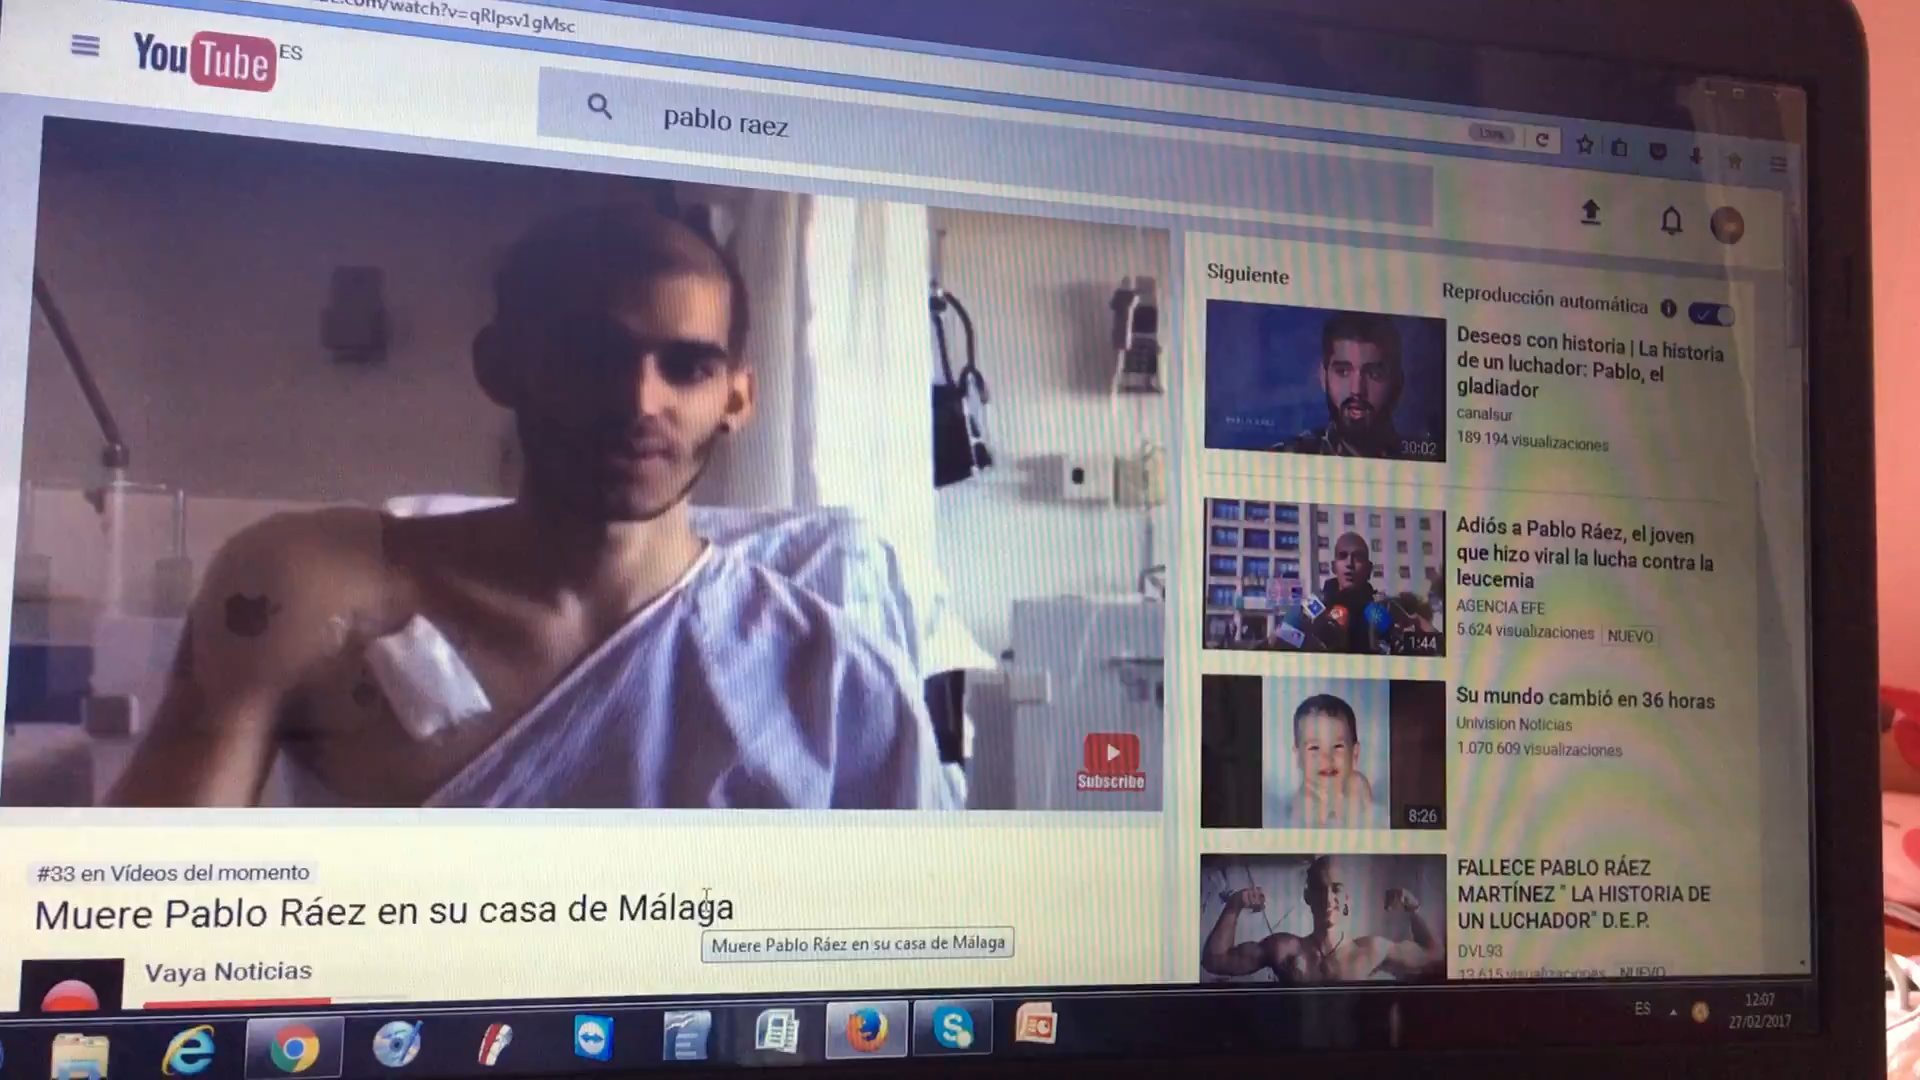 .com/watch?v=qRlpsv1gMsc
YouTube ES
pablo raez
120%
Siguiente
Reproducción automática
Deseos con historia | La historia
de un luchador: Pablo, el
gladiador
canalsur
189 194 visualizaciones
30:02
Adiós a Pablo Ráez, el joven
que hizo viral la lucha contra la
leucemia
AGENCIA EFE
5.624 visualizaciones NUEVO
1:44
Su mundo cambió en 36 horas
Univision Noticias
1.070 609 visualizaciones
8:26
FALLECE PABLO RÁEZ
MARTÍNEZ " LA HISTORIA DE
UN LUCHADOR" D.E.P.
DVL93
13.615 visualizaciones NUEVO
Subscribe
#33 en Vídeos del momento
Muere Pablo Ráez en su casa de Málaga
Muere Pablo Ráez en su casa de Málaga
Vaya Noticias
ES
12:07
27/02/2017